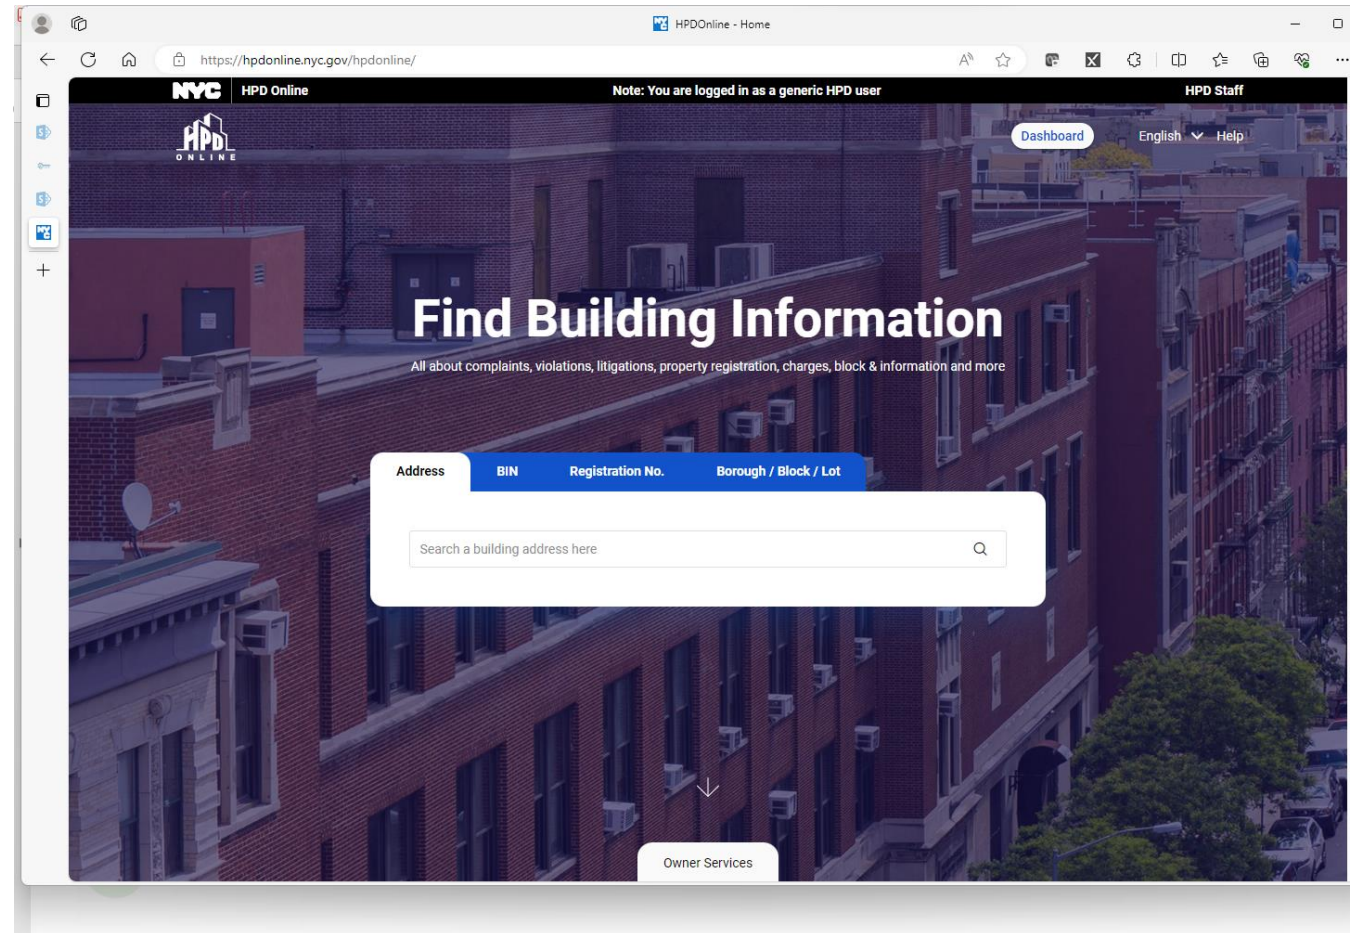 HPDOnline - Home
https://hpdonline.nyc.gov/hpdonline/
NYC HPD Online Note: You are logged in as a generic HPD user HPD Staff
HPD
ONLINE
Dashboard English Help
Find Building Information
All about complaints, violations, litigations, property registration, charges, block & information and more
Address BIN Registration No. Borough / Block / Lot
Search a building address here
Owner Services